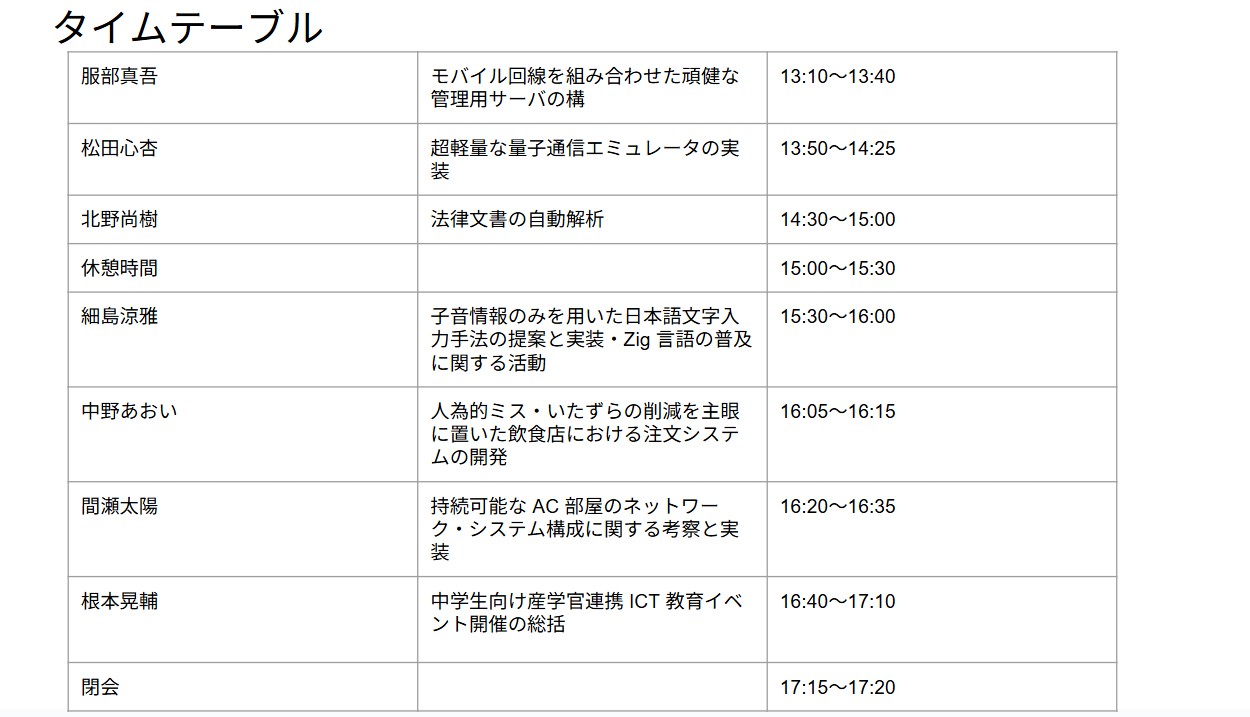 タイムテーブル
服部真吾
モバイル回線を組み合わせた頑健な
管理用サーバの構
13:10〜13:40
松田心杏
超軽量な量子通信エミュレータの実
装
13:50〜14:25
北野尚樹
法律文書の自動解析
14:30〜15:00
休憩時間
15:00〜15:30
細島涼雅
子音情報のみを用いた日本語文字入
力手法の提案と実装・Zig 言語の普及
に関する活動
15:30〜16:00
中野あおい
人為的ミス・いたずらの削減を主眼
に置いた飲食店における注文システ
ムの開発
16:05〜16:15
間瀬太陽
持続可能な AC 部屋のネットワー
ク・システム構成に関する考察と実
装
16:20〜16:35
根本晃輔
中学生向け産学官連携 ICT 教育イベ
ント開催の総括
16:40〜17:10
閉会
17:15〜17:20